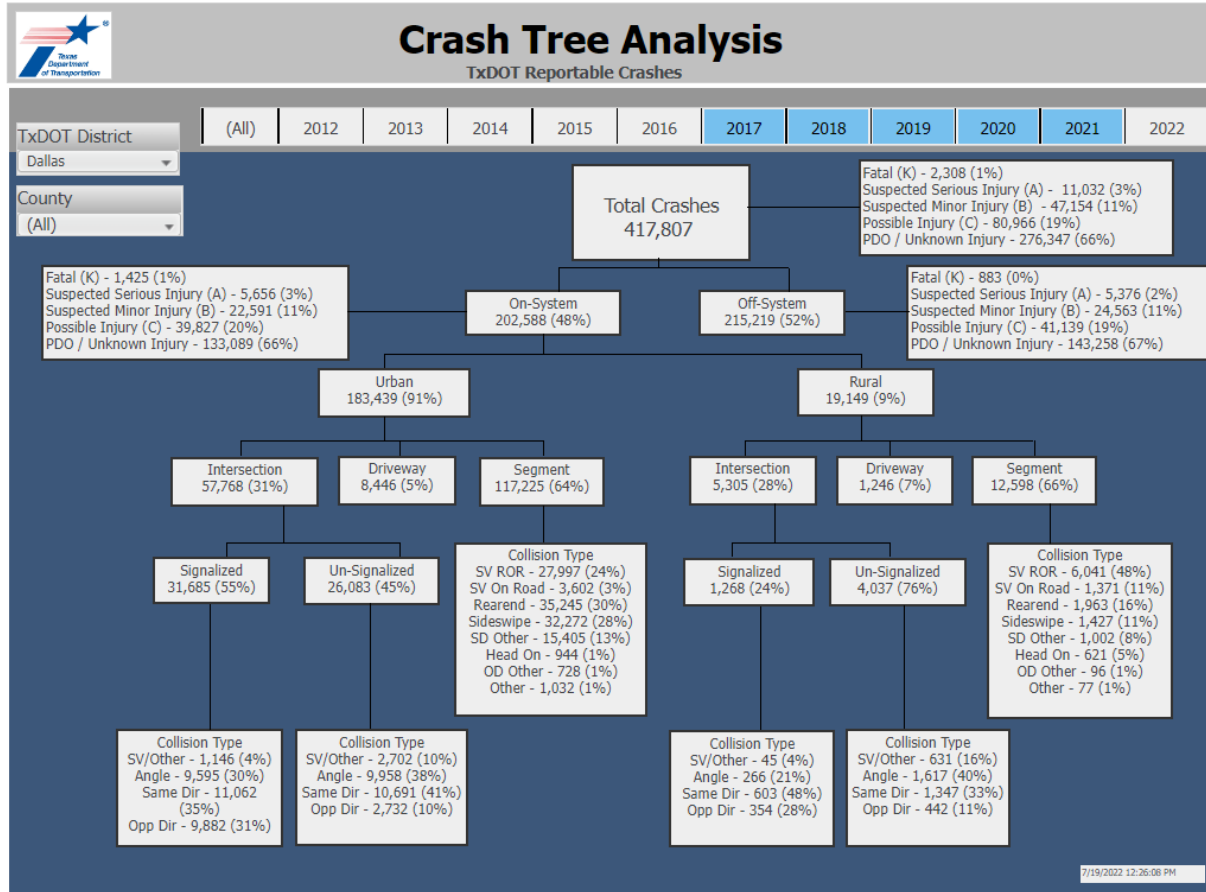 Texas
Department
of Transportation
®
Crash Tree Analysis
TxDOT Reportable Crashes
TxDOT District
Dallas
County
(All)
(All) 2012 2013 2014 2015 2016 2017 2018 2019 2020 2021 2022
Total Crashes
417,807
Fatal (K) - 2,308 (1%)
Suspected Serious Injury (A) - 11,032 (3%)
Suspected Minor Injury (B) - 47,154 (11%)
Possible Injury (C) - 80,966 (19%)
PDO / Unknown Injury - 276,347 (66%)
Fatal (K) - 1,425 (1%)
Suspected Serious Injury (A) - 5,656 (3%)
Suspected Minor Injury (B) - 22,591 (11%)
Possible Injury (C) - 39,827 (20%)
PDO / Unknown Injury - 133,089 (66%)
On-System
202,588 (48%)
Off-System
215,219 (52%)
Fatal (K) - 883 (0%)
Suspected Serious Injury (A) - 5,376 (2%)
Suspected Minor Injury (B) - 24,563 (11%)
Possible Injury (C) - 41,139 (19%)
PDO / Unknown Injury - 143,258 (67%)
Urban
183,439 (91%)
Rural
19,149 (9%)
Intersection
57,768 (31%)
Driveway
8,446 (5%)
Segment
117,225 (64%)
Intersection
5,305 (28%)
Driveway
1,246 (7%)
Segment
12,598 (66%)
Signalized
31,685 (55%)
Un-Signalized
26,083 (45%)
Collision Type
SV ROR - 27,997 (24%)
SV On Road - 3,602 (3%)
Rearend - 35,245 (30%)
Sideswipe - 32,272 (28%)
SD Other - 15,405 (13%)
Head On - 944 (1%)
OD Other - 728 (1%)
Other - 1,032 (1%)
Signalized
1,268 (24%)
Un-Signalized
4,037 (76%)
Collision Type
SV ROR - 6,041 (48%)
SV On Road - 1,371 (11%)
Rearend - 1,963 (16%)
Sideswipe - 1,427 (11%)
SD Other - 1,002 (8%)
Head On - 621 (5%)
OD Other - 96 (1%)
Other - 77 (1%)
Collision Type
SV/Other - 1,146 (4%)
Angle - 9,595 (30%)
Same Dir - 11,062
(35%)
Opp Dir - 9,882 (31%)
Collision Type
SV/Other - 2,702 (10%)
Angle - 9,958 (38%)
Same Dir - 10,691 (41%)
Opp Dir - 2,732 (10%)
Collision Type
SV/Other - 45 (4%)
Angle - 266 (21%)
Same Dir - 603 (48%)
Opp Dir - 354 (28%)
Collision Type
SV/Other - 631 (16%)
Angle - 1,617 (40%)
Same Dir - 1,347 (33%)
Opp Dir - 442 (11%)
7/19/2022 12:26:08 PM